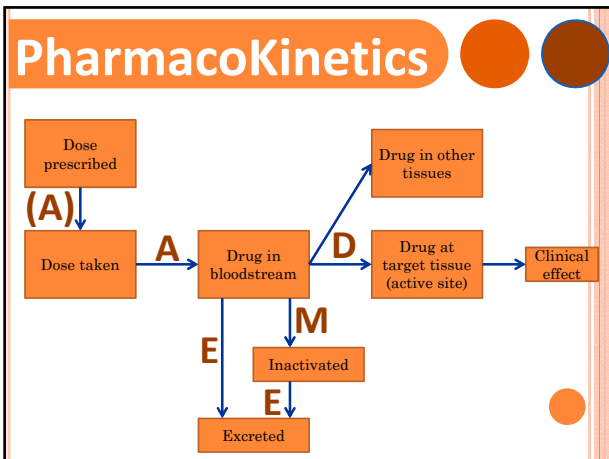 PharmacoKinetics
Dose
prescribed
Drug in other
tissues
(A)
Dose taken
A
Drug in
bloodstream
D
Drug at
target tissue
(active site)
Clinical
effect
E
M
Inactivated
E
Excreted